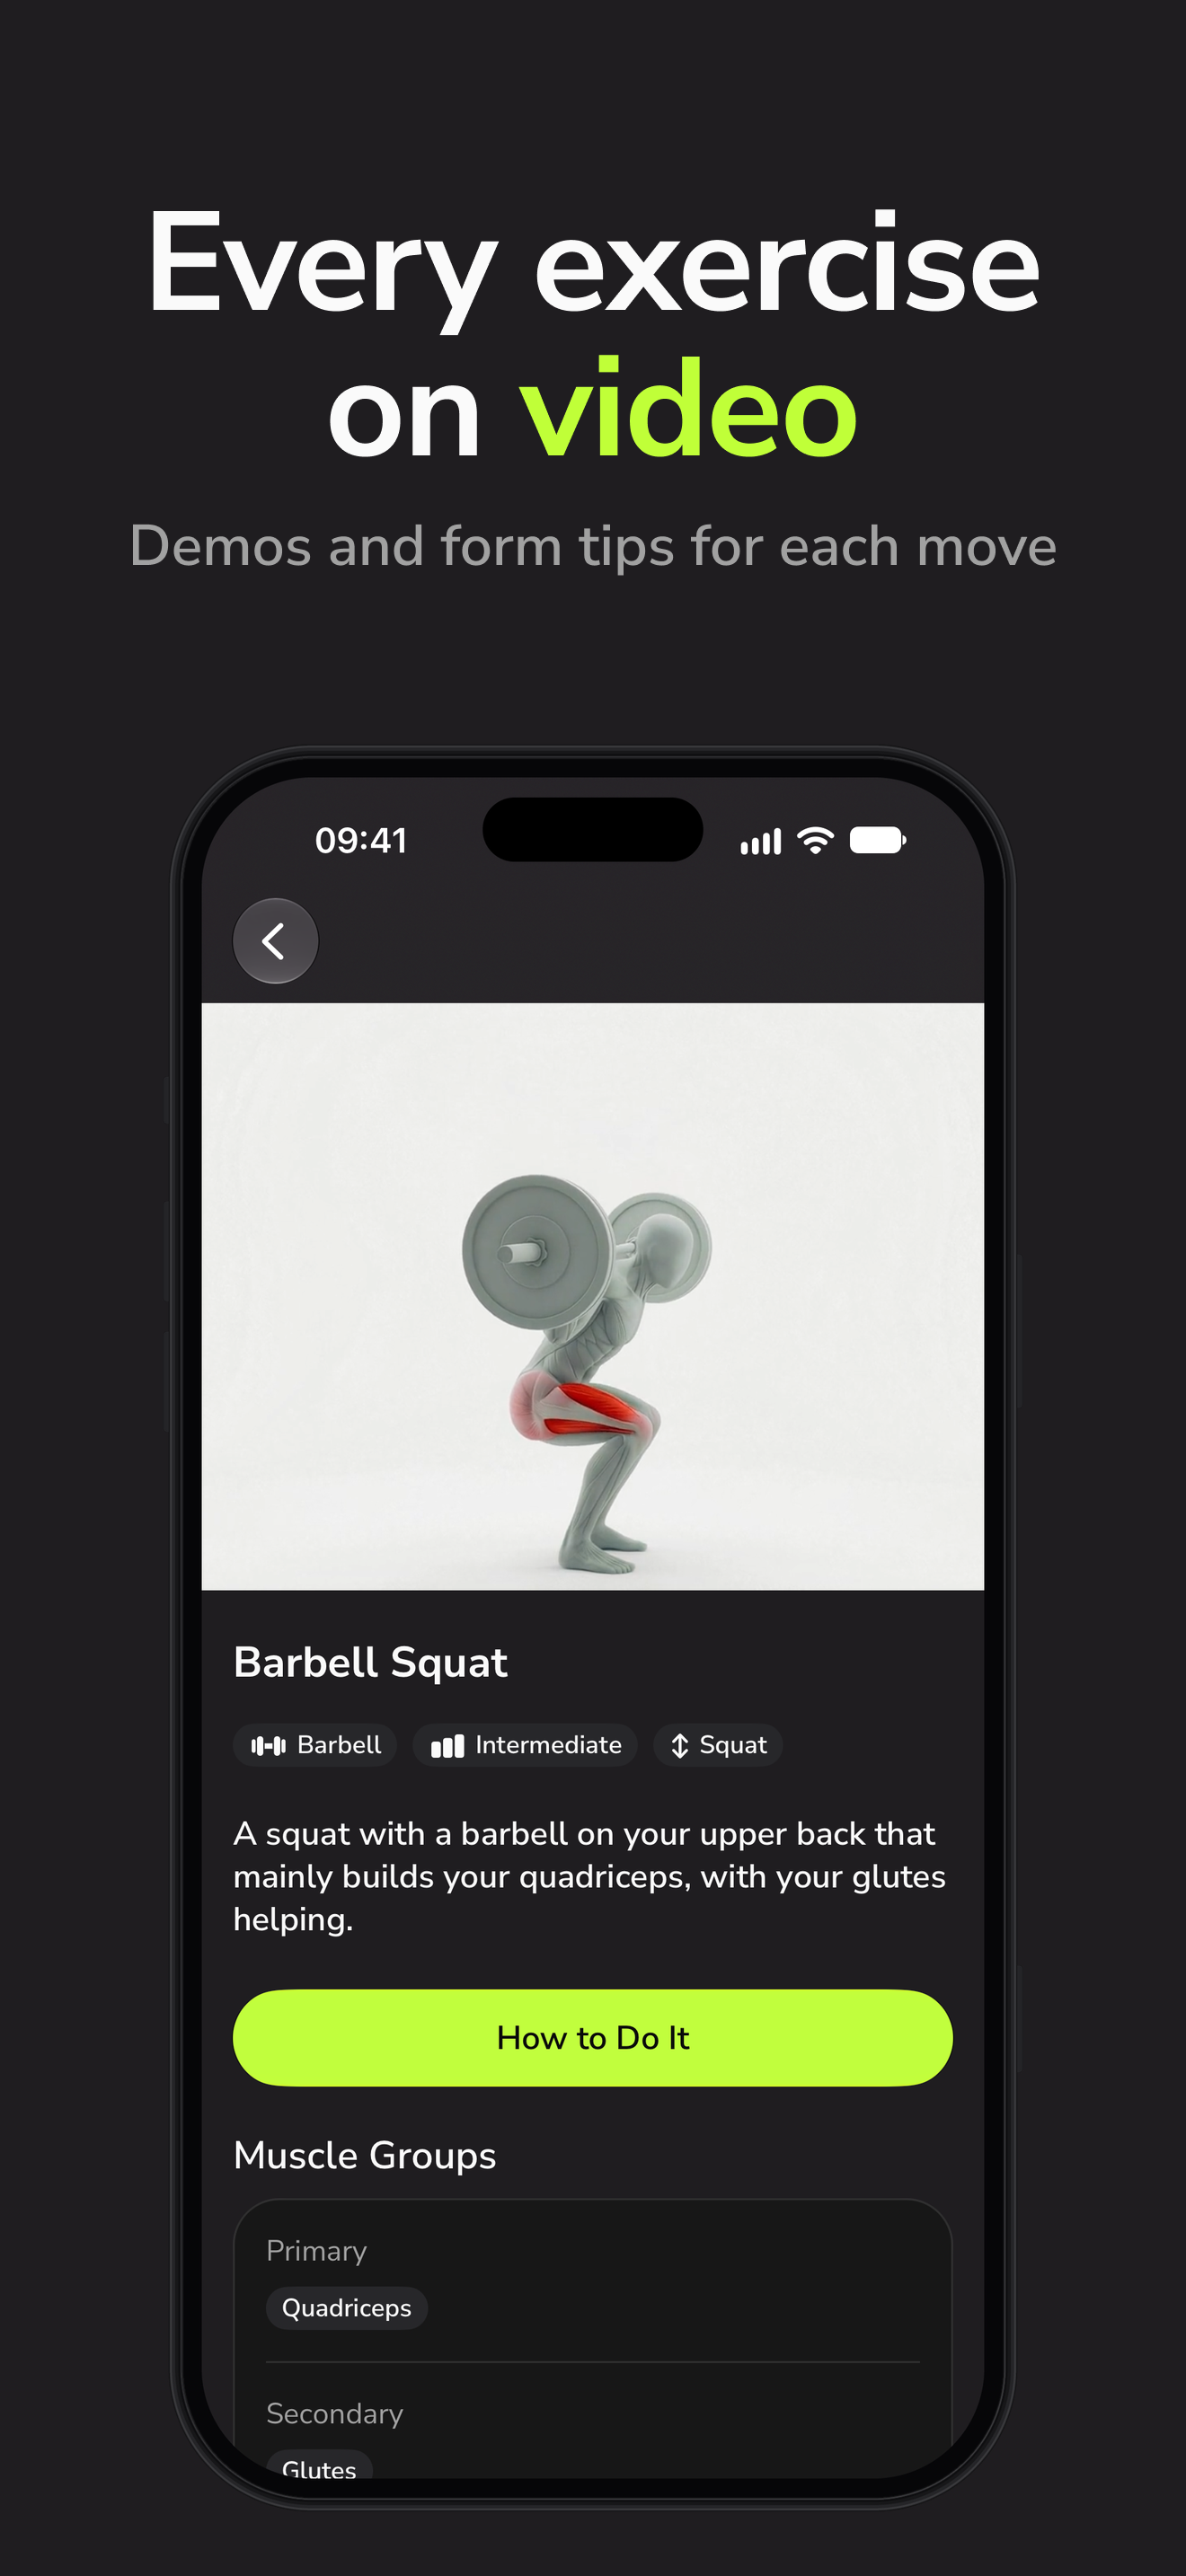 Every exercise
on video
Demos and form tips for each move
09:41
Barbell Squat
Barbell
Intermediate
Squat
A squat with a barbell on your upper back that
mainly builds your quadriceps, with your glutes
helping.
How to Do It
Muscle Groups
Primary
Quadriceps
Secondary
Glutes